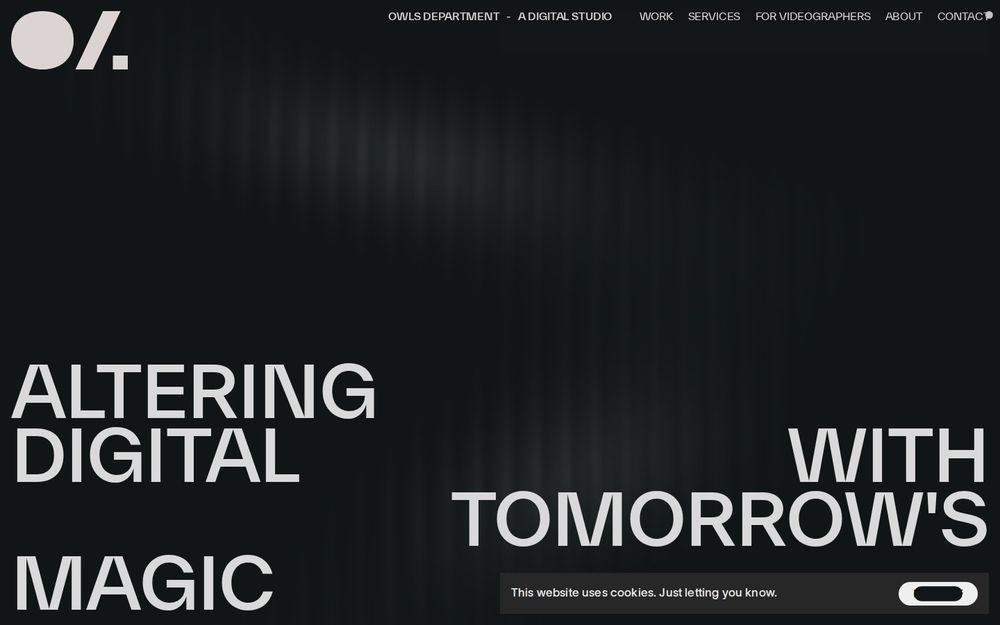 O/.
OWLS DEPARTMENT - A DIGITAL STUDIO
WORK SERVICES FOR VIDEOGRAPHERS ABOUT CONTACT
ALTERING
DIGITAL
WITH
TOMORROW'S
MAGIC
This website uses cookies. Just letting you know.